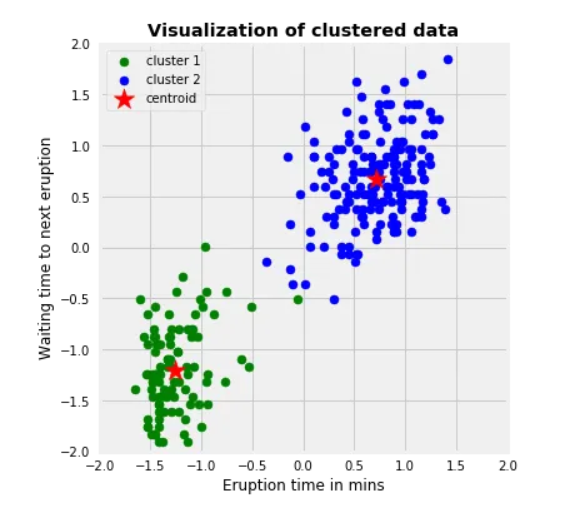 Visualization of clustered data
cluster 1
cluster 2
centroid
Waiting time to next eruption
2.0
1.5
1.0
0.5
0.0
−0.5
−1.0
−1.5
−2.0
−2.0 −1.5 −1.0 −0.5 0.0 0.5 1.0 1.5 2.0
Eruption time in mins